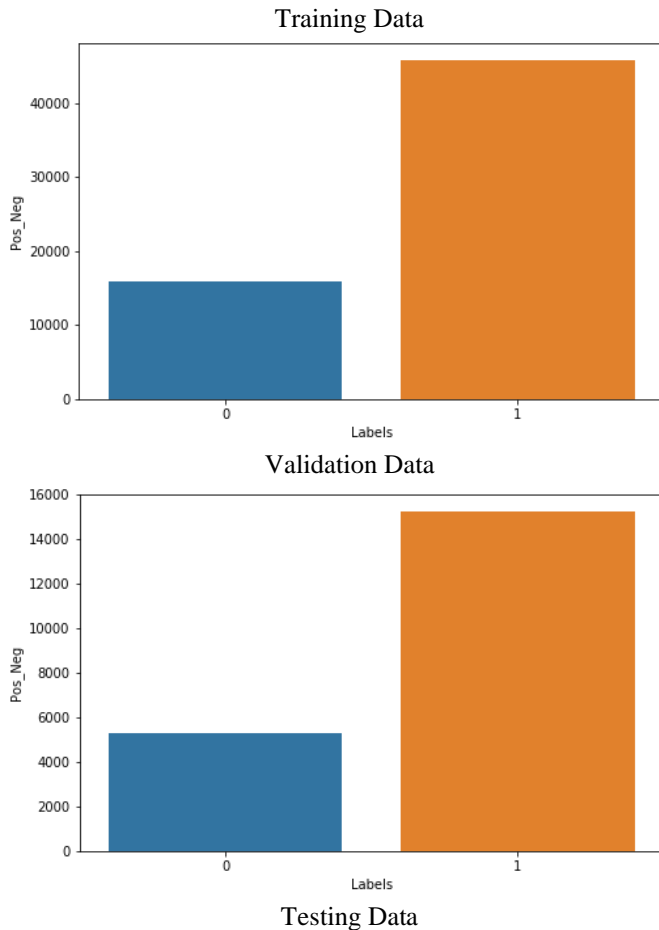 Training Data
40000
30000
20000
10000
0
Pos_Neg
0 1
Labels
Validation Data
16000
14000
12000
10000
8000
6000
4000
2000
0
Pos_Neg
0 1
Labels
Testing Data